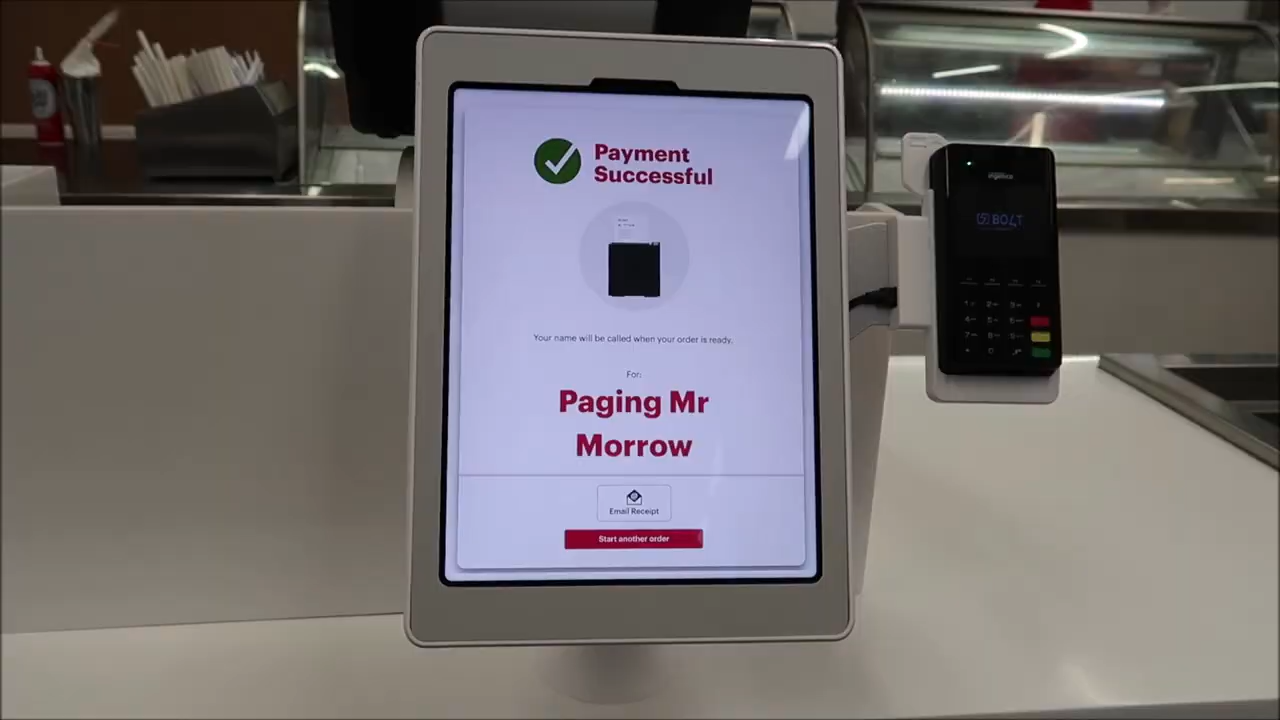 Payment
Successful
Your name will be called when your order is ready.
For:
Paging Mr
Morrow
Email Receipt
Start another order
ingenico
BOLT